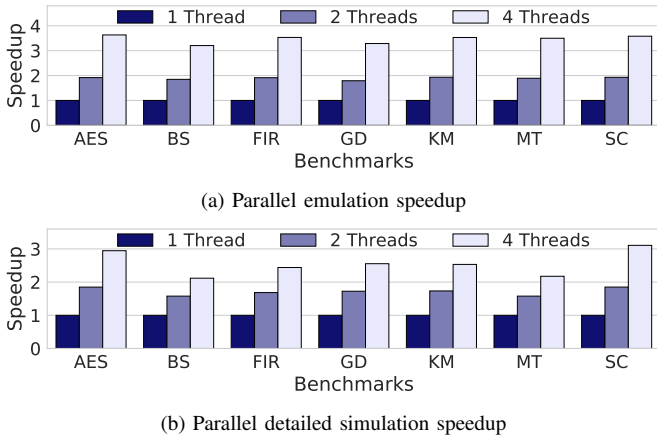 1 Thread 2 Threads 4 Threads
4
3
2
1
0
Speedup
AES BS FIR GD KM MT SC
Benchmarks
(a) Parallel emulation speedup
1 Thread 2 Threads 4 Threads
3
2
1
0
Speedup
AES BS FIR GD KM MT SC
Benchmarks
(b) Parallel detailed simulation speedup